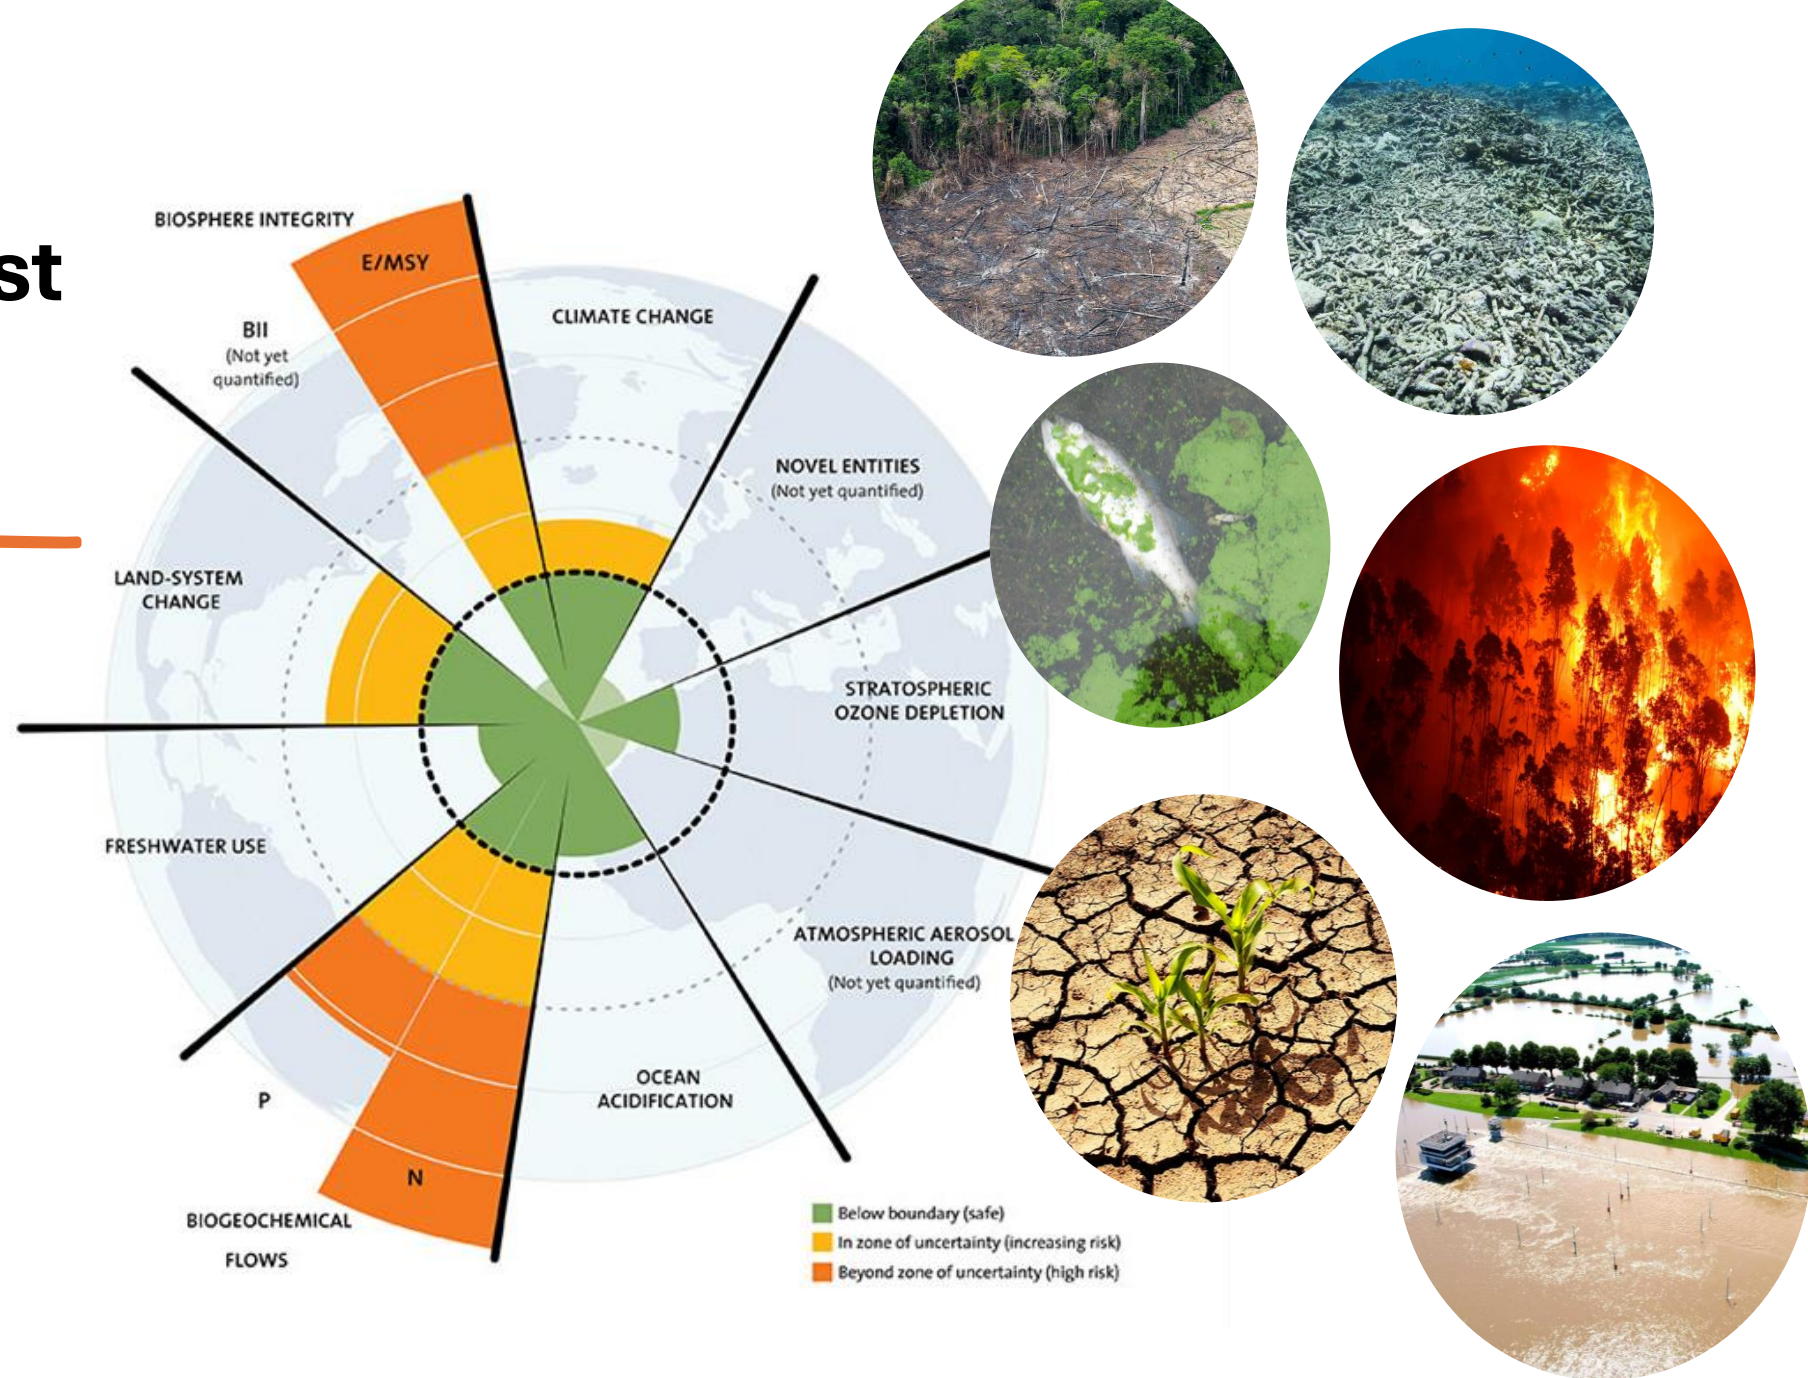 st
BIOSPHERE INTEGRITY
E/MSY
BII
(Not yet
quantified)
CLIMATE CHANGE
NOVEL ENTITIES
(Not yet quantified)
LAND-SYSTEM
CHANGE
STRATOSPHERIC
OZONE DEPLETION
FRESHWATER USE
ATMOSPHERIC AEROSOL
LOADING
(Not yet quantified)
P
OCEAN
ACIDIFICATION
N
BIOGEOCHEMICAL
FLOWS
Below boundary (safe)
In zone of uncertainty (increasing risk)
Beyond zone of uncertainty (high risk)